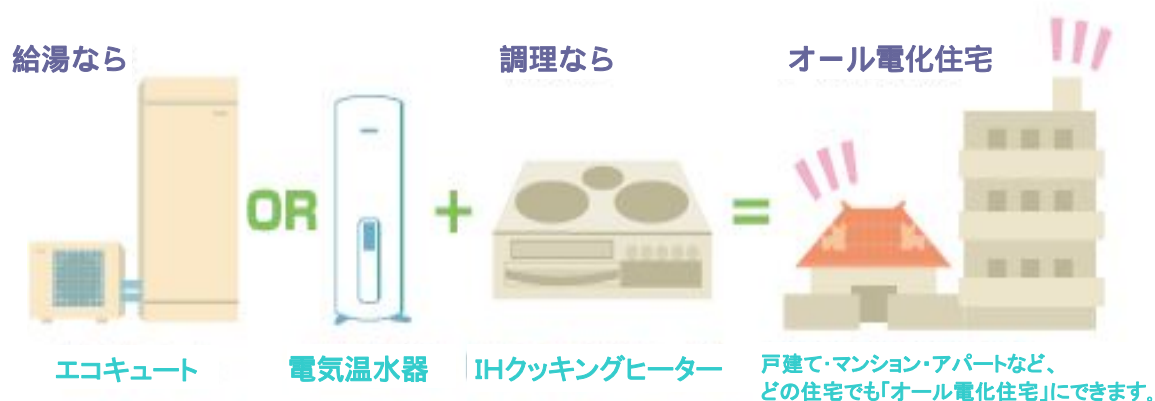 給湯なら
調理なら
オール電化住宅
OR
+
=
エコキュート
電気温水器
IHクッキングヒーター
戸建て・マンション・アパートなど、
どの住宅でも「オール電化住宅」にできます。